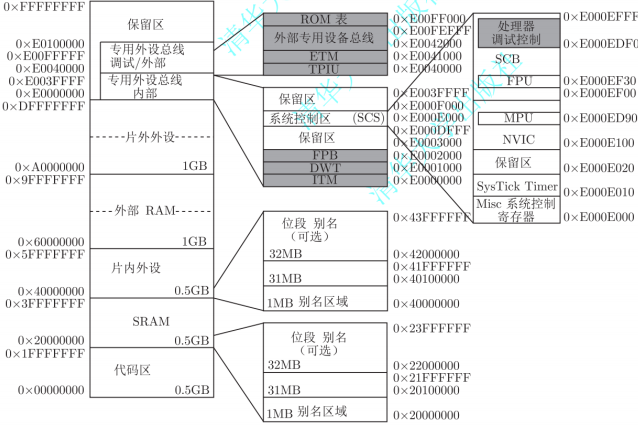 0×FFFFFFFF
保留区
0×E0100000
0×E00FFFFF
专用外设总线
调试/外部
0×E0040000
0×E003FFFF
专用外设总线
内部
0×E0000000
0×DFFFFFFF
片外外设
0×A0000000
1GB
0×9FFFFFFF
外部 RAM
0×60000000
1GB
0×5FFFFFFF
片内外设
0×40000000
0.5GB
0×3FFFFFFF
SRAM
0×20000000
0.5GB
0×1FFFFFFF
代码区
0×00000000
0.5GB
ROM 表
0×E00FF000
0×E00FEFFF
外部专用设备总线
0×E0042000
ETM
0×E0041000
TPIU
0×E0040000
0×E003FFFF
保留区
0×E000F000
系统控制区 (SCS)
0×E000E000
0×E000DFFF
保留区
0×E0003000
FPB
0×E0002000
DWT
0×E0001000
ITM
0×E0000000
0×43FFFFFF
位段 别名
（可选）
32MB
0×42000000
0×41FFFFFF
31MB
0×40100000
1MB 别名区域
0×40000000
0×23FFFFFF
位段 别名
（可选）
32MB
0×22000000
0×21FFFFFF
31MB
0×20100000
1MB 别名区域
0×20000000
0×E000EFFF
处理器
调试控制
0×E000EDF0
SCB
FPU
0×E000EF30
0×E000EF00
MPU
0×E000ED90
NVIC
0×E000E100
保留区
0×E000E020
SysTick Timer
0×E000E010
Misc 系统控制
寄存器
0×E000E000